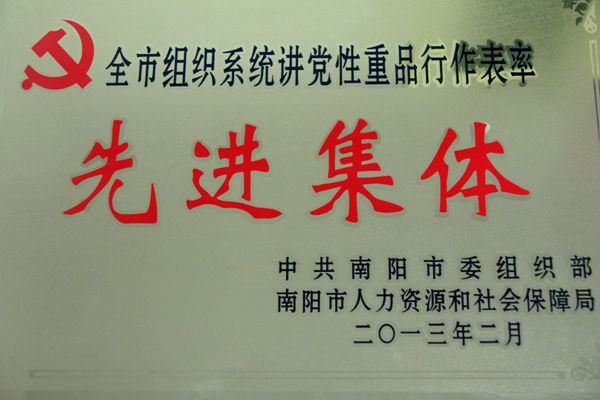 全市组织系统讲党性重品行作表率
先进集体
中共南阳市委组织部
南阳市人力资源和社会保障局
二〇一三年二月